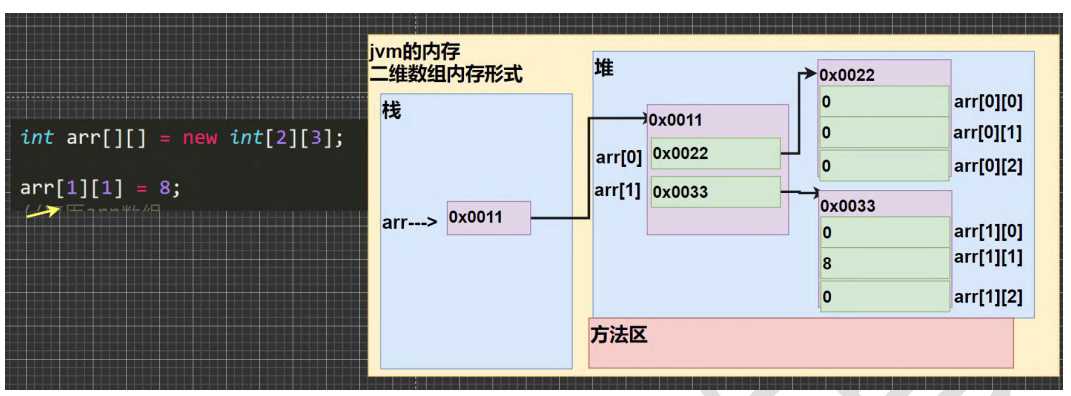 int arr[][] = new int[2][3];
arr[1][1] = 8;
jvm的内存
二维数组内存形式
栈
arr---> 0x0011
堆
0x0011
arr[0] 0x0022
arr[1] 0x0033
0x0022
0 arr[0][0]
0 arr[0][1]
0 arr[0][2]
0x0033
0 arr[1][0]
8 arr[1][1]
0 arr[1][2]
方法区